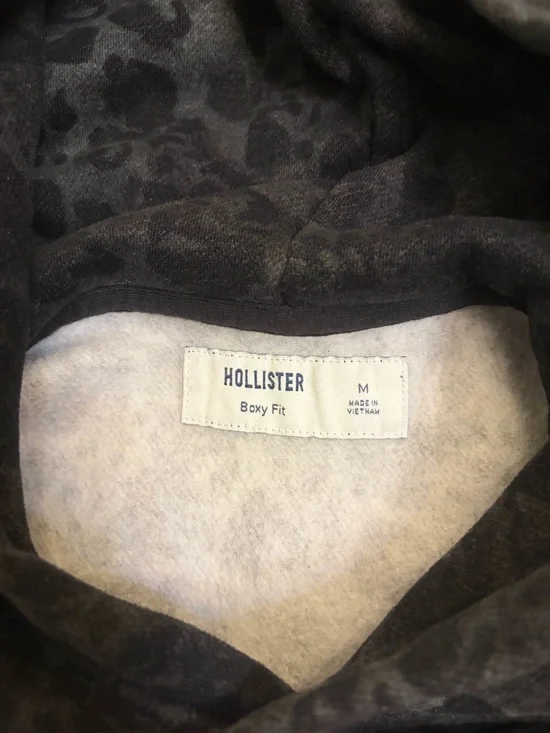 HOLLISTER
Boxy Fit
M
MADE IN
VIETNAM